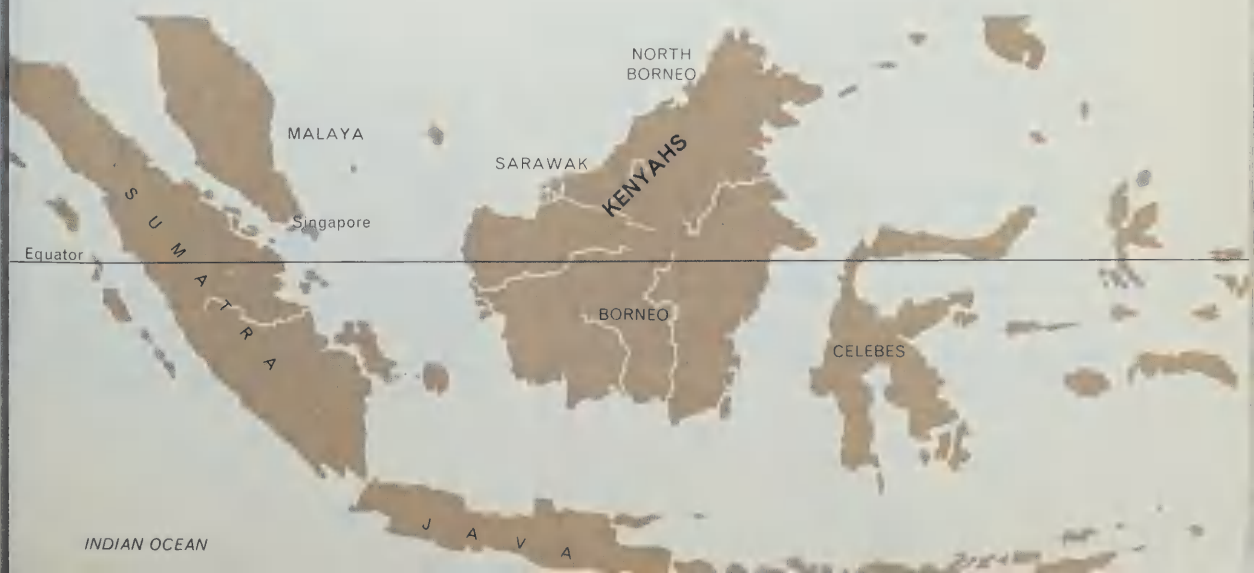 NORTH
BORNEO
MALAYA
SARAWAK
KENYAHS
SUMATRA
Singapore
Equator
BORNEO
CELEBES
JAVA
INDIAN OCEAN